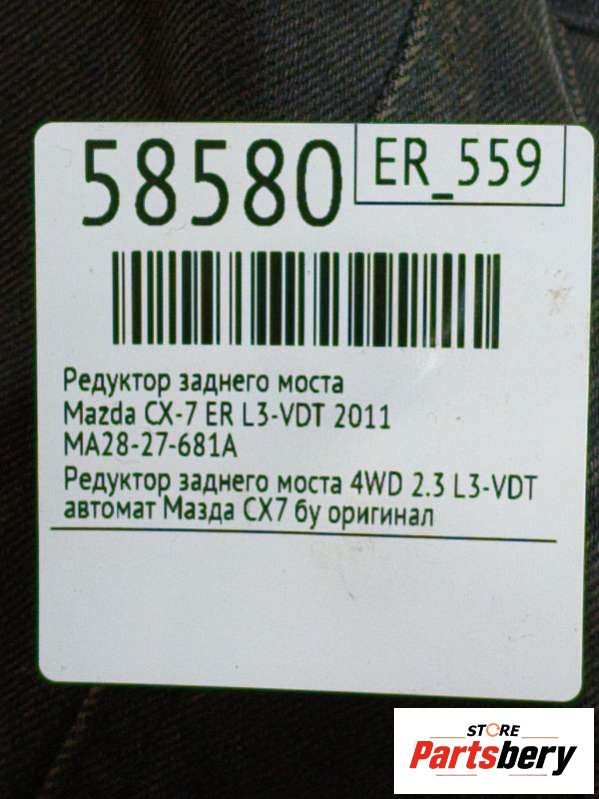 58580
ER_559
Редуктор заднего моста
Mazda CX-7 ER L3-VDT 2011
MA28-27-681A
Редуктор заднего моста 4WD 2.3 L3-VDT
автомат Мазда СХ7 бу оригинал
STORE
Partsbery